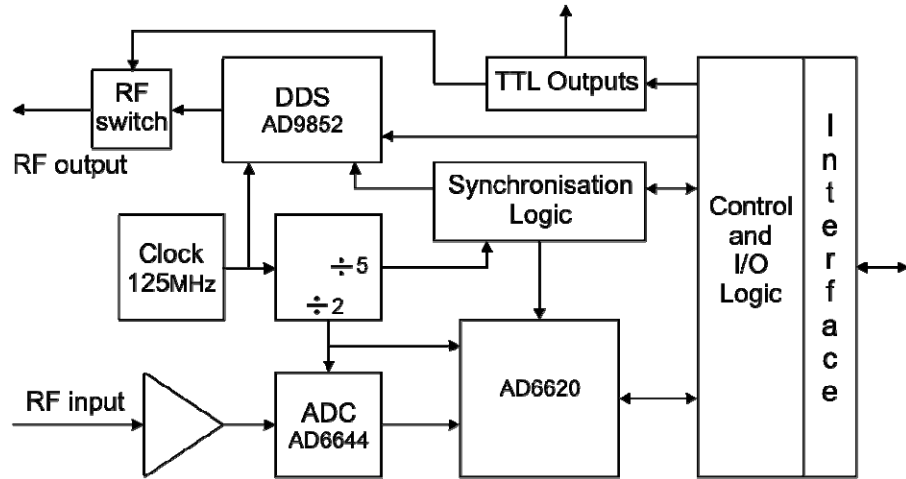 TTL Outputs
RF
switch
DDS
AD9852
RF output
Synchronisation
Logic
Clock
125MHz
÷5
÷2
Control
and
I/O
Logic
Interface
RF input
ADC
AD6644
AD6620